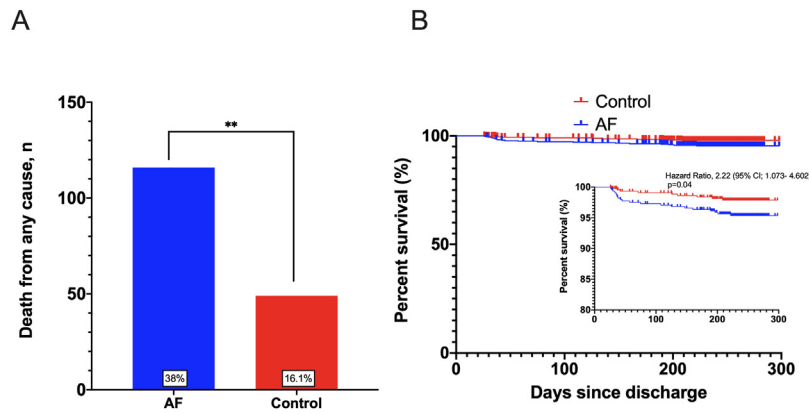 A
B
Death from any cause, n
150
100
50
0
**
38%
16.1%
AF
Control
Control
AF
Percent survival (%)
100
50
0
0
100
200
300
Days since discharge
Hazard Ratio, 2.22 (95% CI; 1.073- 4.602
p=0.04
Percent survival (%)
100
95
90
85
80
0
100
200
300